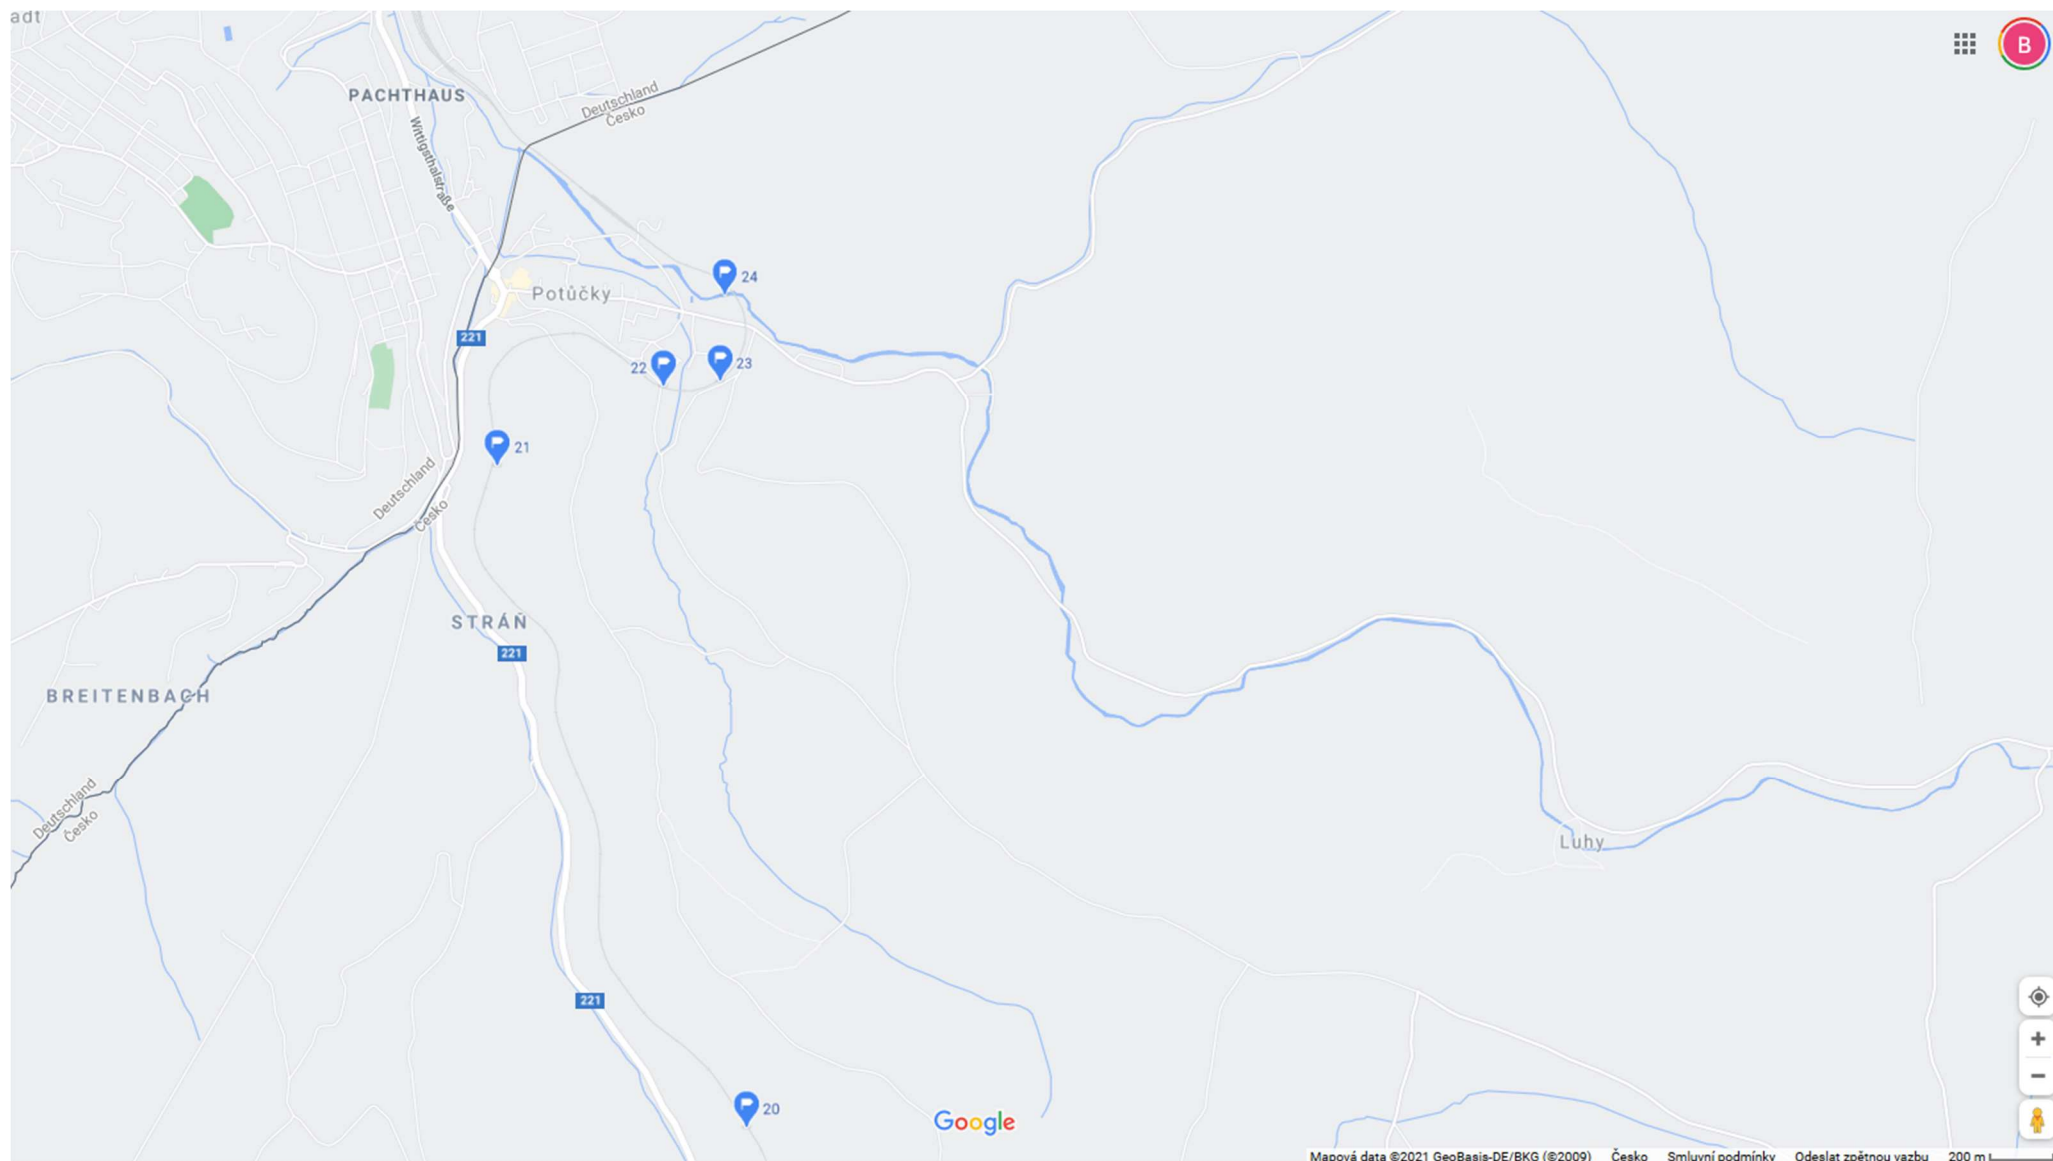 adt
B
PACHTHAUS
Deutschland
Česko
Wittigsthalstraße
24
Potůčky
221
22
23
21
Deutschland
Česko
STRÁŇ
221
BREITENBACH
Deutschland
Česko
Luhy
221
20
Google
Mapová data ©2021 GeoBasis-DE/BKG (©2009) Česko Smluvní podmínky Odeslat zpětnou vazbu 200 m